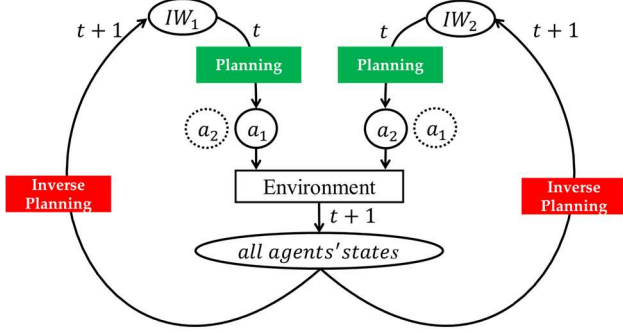 IW₁
IW₂
t + 1
t
t
t + 1
Planning
Planning
a₂
a₁
a₂
a₁
Inverse
Planning
Environment
Inverse
Planning
t + 1
all agents'states